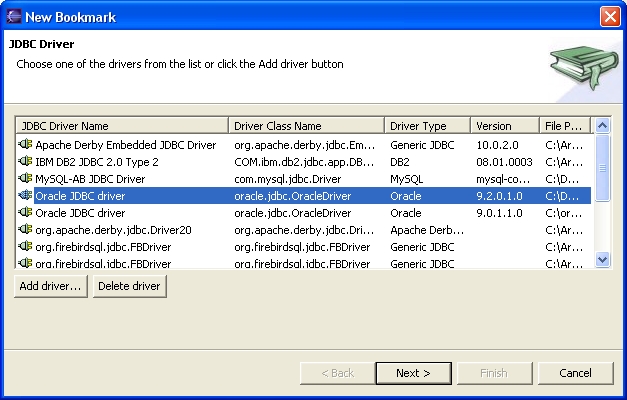 New Bookmark
JDBC Driver
Choose one of the drivers from the list or click the Add driver button
JDBC Driver Name Driver Class Name Driver Type Version File P...
Apache Derby Embedded JDBC Driver org.apache.derby.jdbc.Em... Generic JDBC 10.0.2.0 C:\Ar...
IBM DB2 JDBC 2.0 Type 2 COM.ibm.db2.jdbc.app.DB... DB2 08.01.0003 C:\Ar...
MySQL-AB JDBC Driver com.mysql.jdbc.Driver MySQL mysql-co... C:\D...
Oracle JDBC driver oracle.jdbc.OracleDriver Oracle 9.2.0.1.0 C:\D...
Oracle JDBC driver oracle.jdbc.OracleDriver Oracle 9.0.1.1.0 C:\or...
org.apache.derby.jdbc.Driver20 org.apache.derby.jdbc.Dri... Apache Derb... C:\Ar...
org.firebirdsql.jdbc.FBDriver org.firebirdsql.jdbc.FBDriver Generic JDBC C:\Ar...
org.firebirdsql.jdbc.FBDriver org.firebirdsql.jdbc.FBDriver Generic JDBC C:\Ar...
Add driver... Delete driver
< Back Next > Finish Cancel